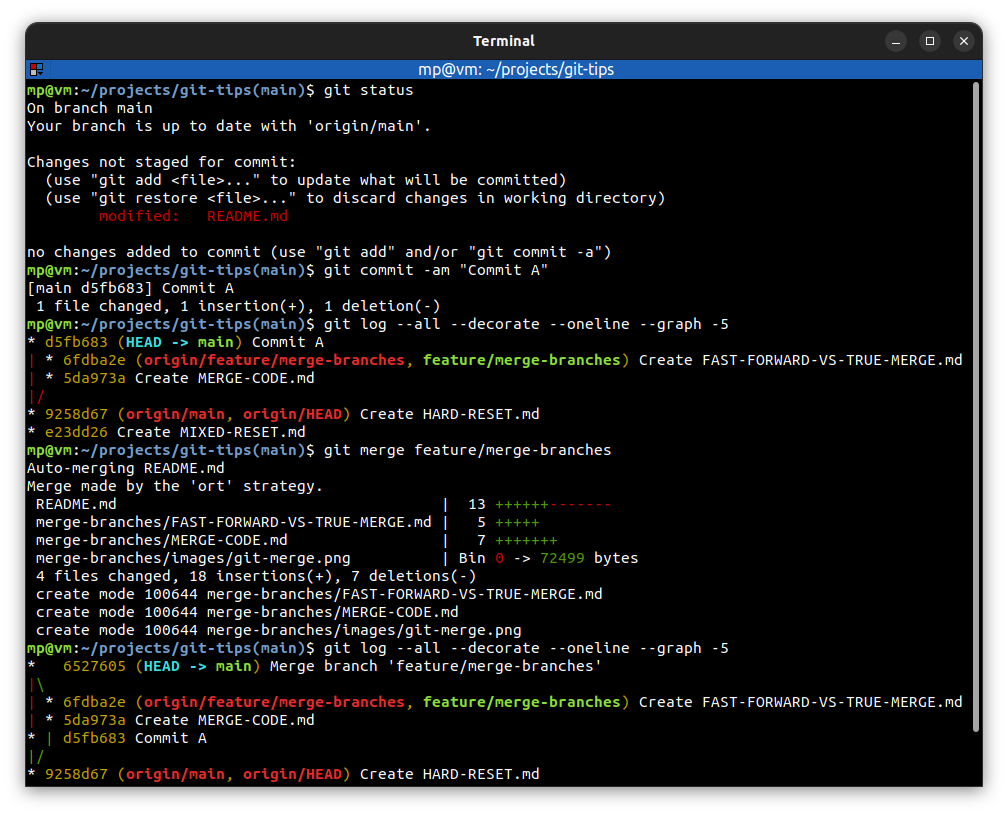 Terminal
mp@vm: ~/projects/git-tips
mp@vm:~/projects/git-tips(main)$ git status
On branch main
Your branch is up to date with 'origin/main'.

Changes not staged for commit:
  (use "git add <file>..." to update what will be committed)
  (use "git restore <file>..." to discard changes in working directory)
        modified:   README.md

no changes added to commit (use "git add" and/or "git commit -a")
mp@vm:~/projects/git-tips(main)$ git commit -am "Commit A"
[main d5fb683] Commit A
 1 file changed, 1 insertion(+), 1 deletion(-)
mp@vm:~/projects/git-tips(main)$ git log --all --decorate --oneline --graph -5
* d5fb683 (HEAD -> main) Commit A
| * 6fdba2e (origin/feature/merge-branches, feature/merge-branches) Create FAST-FORWARD-VS-TRUE-MERGE.md
| * 5da973a Create MERGE-CODE.md
|/
* 9258d67 (origin/main, origin/HEAD) Create HARD-RESET.md
* e23dd26 Create MIXED-RESET.md
mp@vm:~/projects/git-tips(main)$ git merge feature/merge-branches
Auto-merging README.md
Merge made by the 'ort' strategy.
 README.md                                    |  13 ++++++-------
 merge-branches/FAST-FORWARD-VS-TRUE-MERGE.md |   5 +++++
 merge-branches/MERGE-CODE.md                 |   7 +++++++
 merge-branches/images/git-merge.png          | Bin 0 -> 72499 bytes
 4 files changed, 18 insertions(+), 7 deletions(-)
 create mode 100644 merge-branches/FAST-FORWARD-VS-TRUE-MERGE.md
 create mode 100644 merge-branches/MERGE-CODE.md
 create mode 100644 merge-branches/images/git-merge.png
mp@vm:~/projects/git-tips(main)$ git log --all --decorate --oneline --graph -5
*   6527605 (HEAD -> main) Merge branch 'feature/merge-branches'
|\
| * 6fdba2e (origin/feature/merge-branches, feature/merge-branches) Create FAST-FORWARD-VS-TRUE-MERGE.md
| * 5da973a Create MERGE-CODE.md
* | d5fb683 Commit A
|/
* 9258d67 (origin/main, origin/HEAD) Create HARD-RESET.md